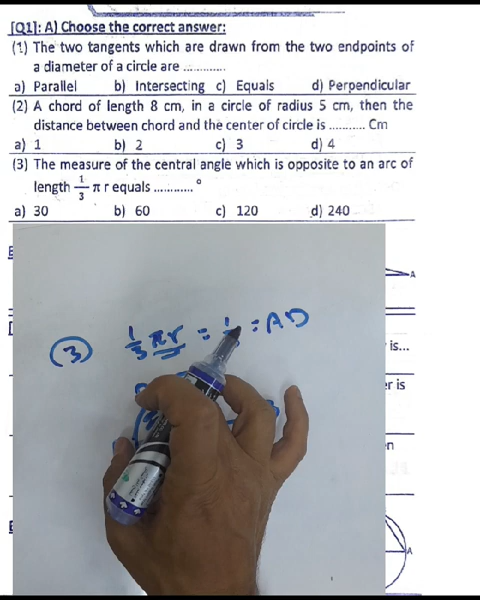 [Q1]: A) Choose the correct answer:
(1) The two tangents which are drawn from the two endpoints of
a diameter of a circle are ............
a) Parallel b) Intersecting c) Equals d) Perpendicular
(2) A chord of length 8 cm, in a circle of radius 5 cm, then the
distance between chord and the center of circle is .......... Cm
a) 1 b) 2 c) 3 d) 4
(3) The measure of the central angle which is opposite to an arc of
length 1/3 π r equals ............ °
a) 30 b) 60 c) 120 d) 240
A
(3) 1/3 πr =
is...
er is
n
A